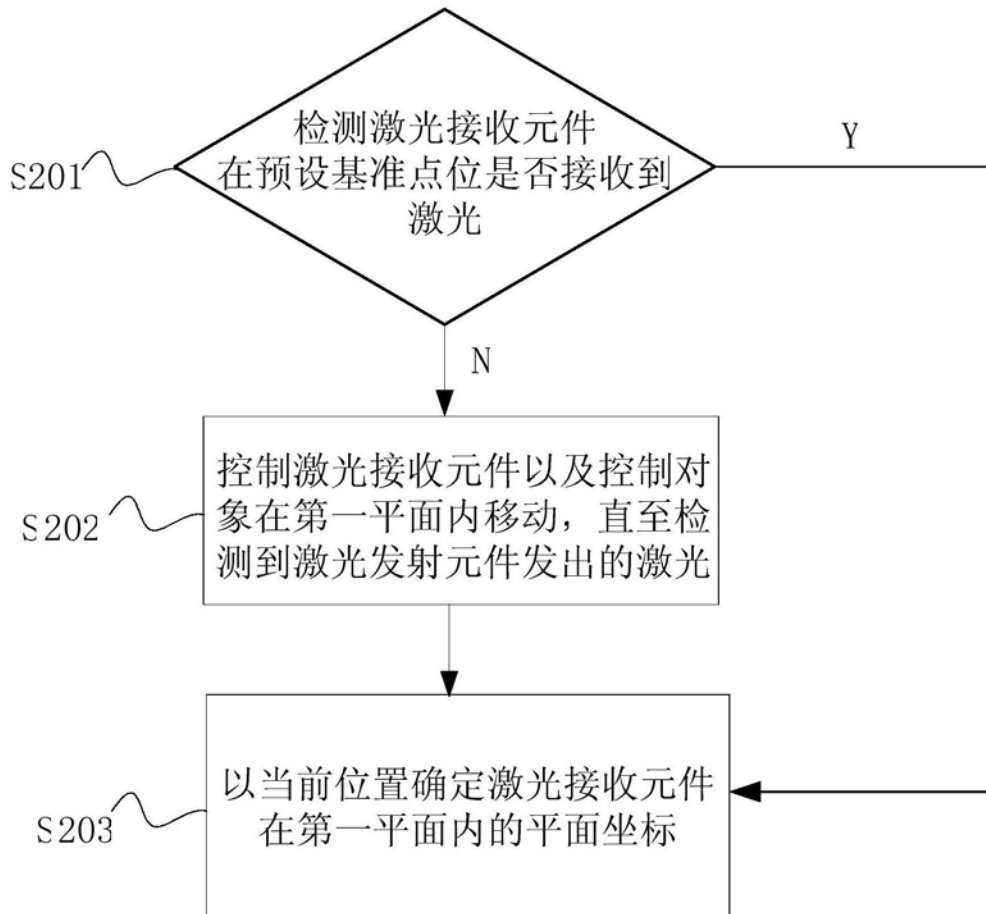 检测激光接收元件
在预设基准点位是否接收到
激光
S201
Y
N
控制激光接收元件以及控制对
象在第一平面内移动，直至检
测到激光发射元件发出的激光
S202
以当前位置确定激光接收元件
在第一平面内的平面坐标
S203